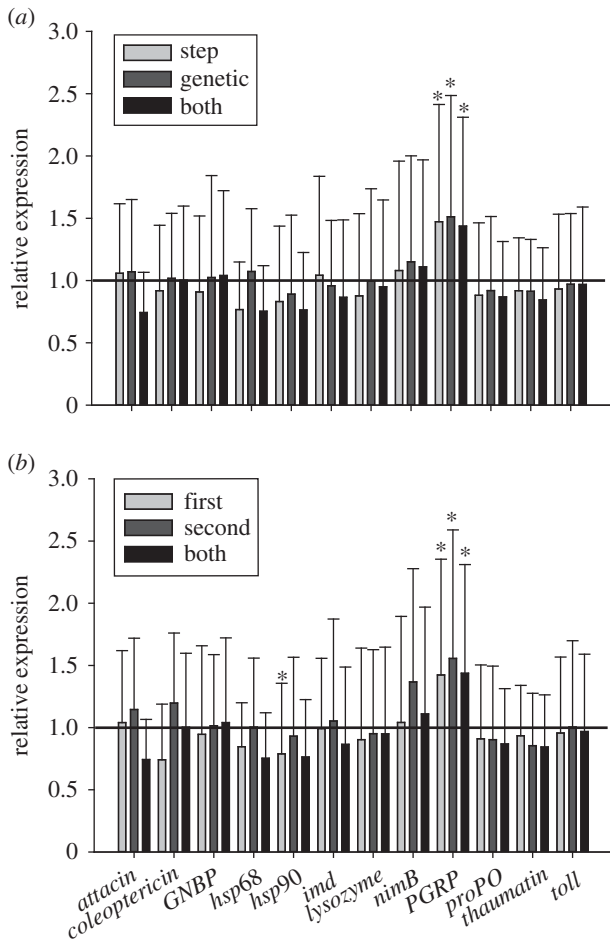 (a)
3.0
step
genetic
both
2.5
* * *
2.0
1.5
1.0
0.5
0
relative expression
(b)
3.0
first
second
both
2.5
* * * *
2.0
1.5
1.0
0.5
0
relative expression
attacin
coleoptericin
GNBP
hsp68
hsp90
imd
lysozyme
nimB
PGRP
proPO
thaumatin
toll